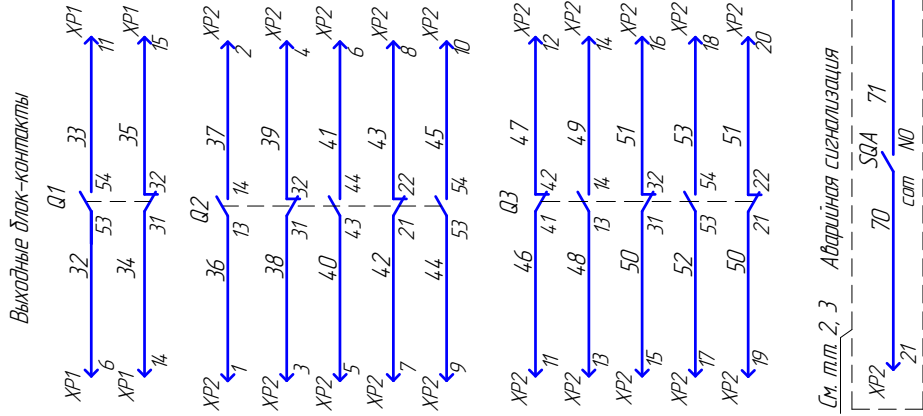 Выходные блок-контакты
Q1
XP1 6 32 53 54 33 11 XP1
XP1 14 34 31 32 35 15 XP1
Q2
XP2 1 36 13 14 37 2 XP2
XP2 3 38 31 32 39 4 XP2
XP2 5 40 43 44 41 6 XP2
XP2 7 42 21 22 43 8 XP2
XP2 9 44 53 54 45 10 XP2
Q3
XP2 11 46 41 42 47 12 XP2
XP2 13 48 13 14 49 14 XP2
XP2 15 50 31 32 51 16 XP2
XP2 17 52 53 54 53 18 XP2
XP2 19 50 21 22 51 20 XP2
См. т.т. 2, 3 Аварийная сигнализация
XP2 21 70 SQA 71
com NO